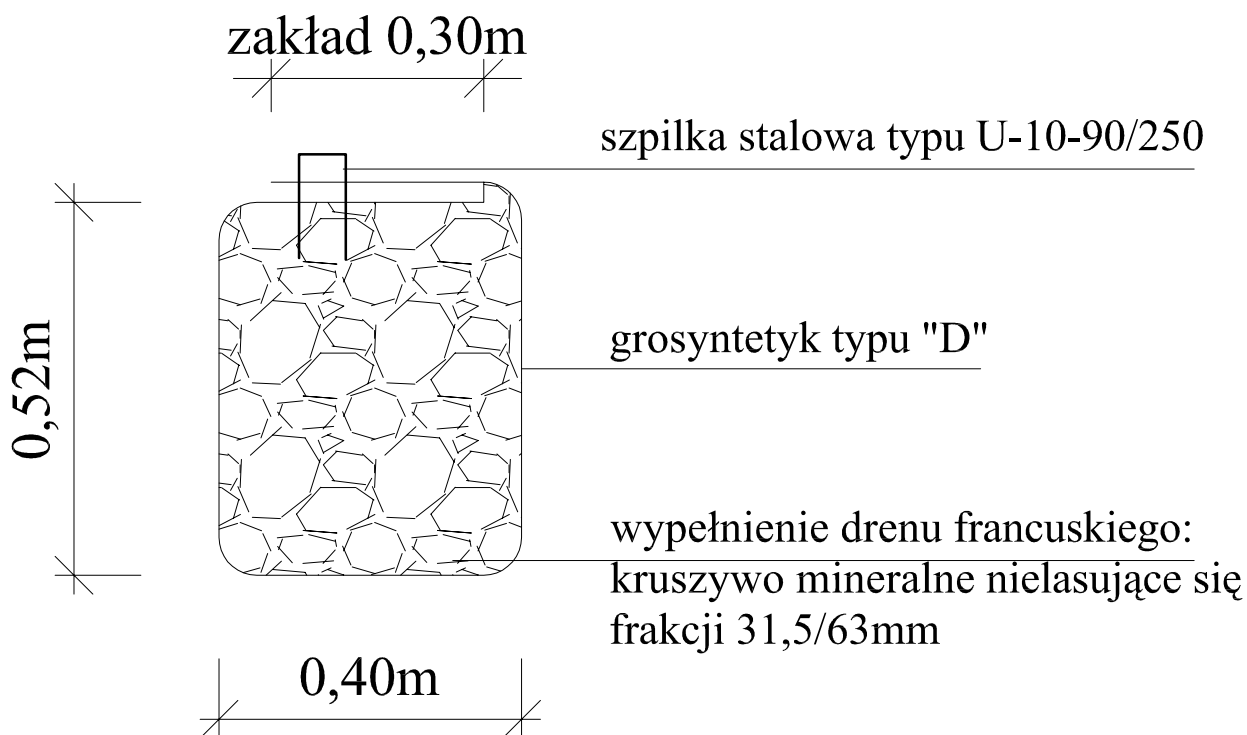 zakład 0,30m
szpilka stalowa typu U-10-90/250
grosyntetyk typu "D"
0,52m
wypełnienie drenu francuskiego:
kruszywo mineralne nielasujące się
frakcji 31,5/63mm
0,40m